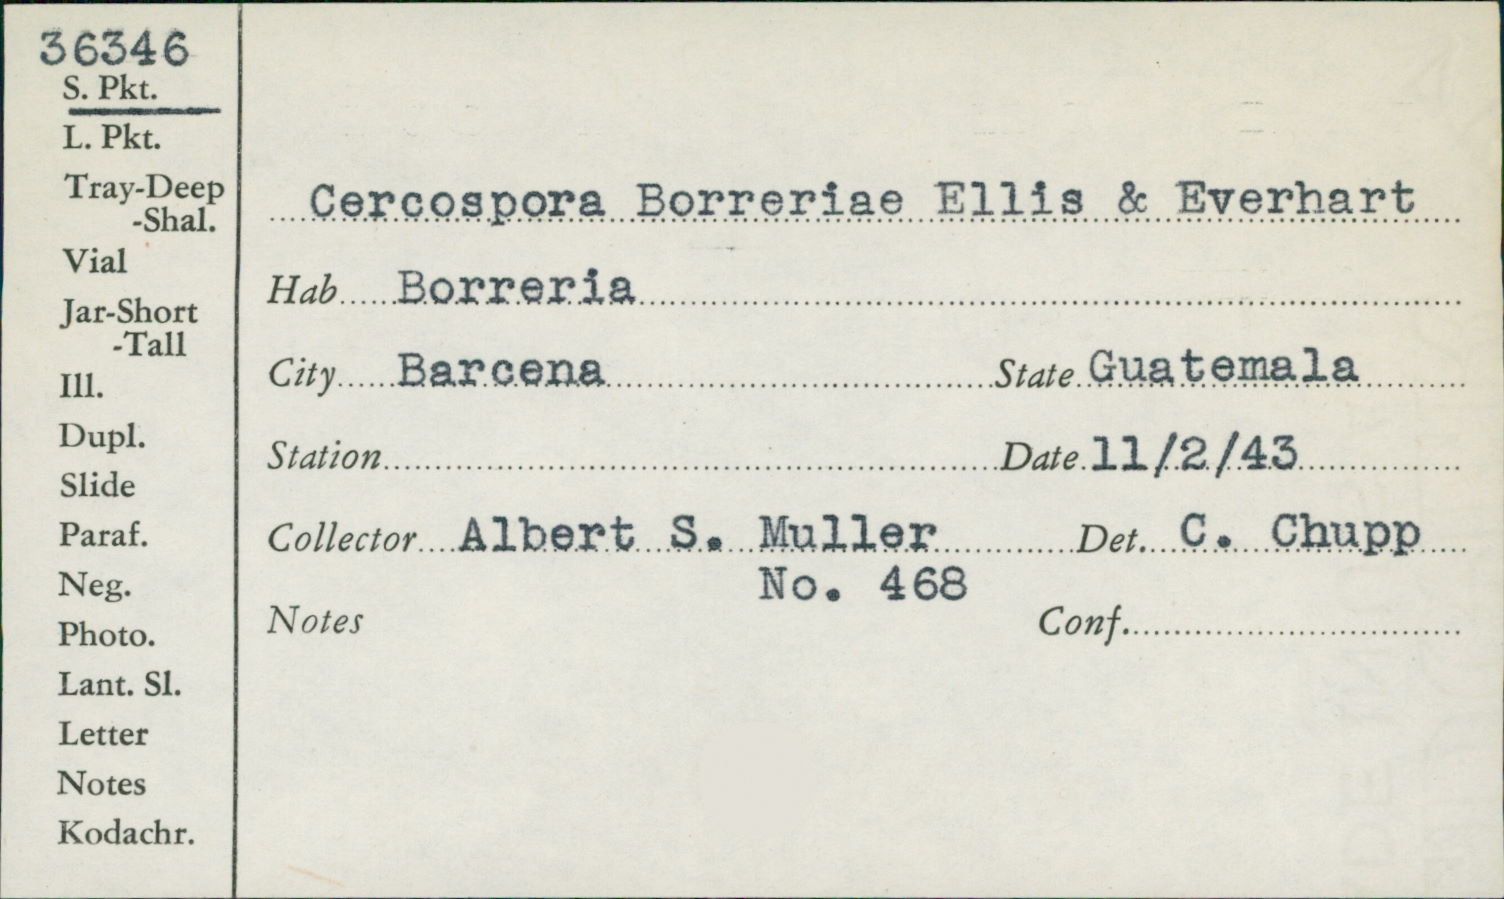 36346
S. Pkt.
L. Pkt.
Tray-Deep
-Shal.
Vial
Jar-Short
-Tall
Ill.
Dupl.
Slide
Paraf.
Neg.
Photo.
Lant. Sl.
Letter
Notes
Kodachr.
Cercospora Borreriae Ellis & Everhart
Hab Borreria
City Barcena State Guatemala
Station Date 11/2/43
Collector Albert S. Muller Det. C. Chupp
No. 468
Notes Conf.